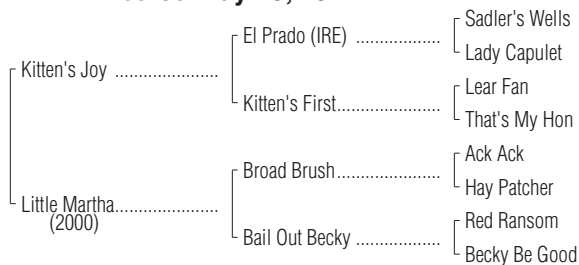 El Prado (IRE) ................... Sadler's Wells
Lady Capulet
Kitten's Joy .......................
Kitten's First ....................... Lear Fan
That's My Hon
Broad Brush ....................... Ack Ack
Hay Patcher
Little Martha .......................
(2000)
Bail Out Becky ................... Red Ransom
Becky Be Good